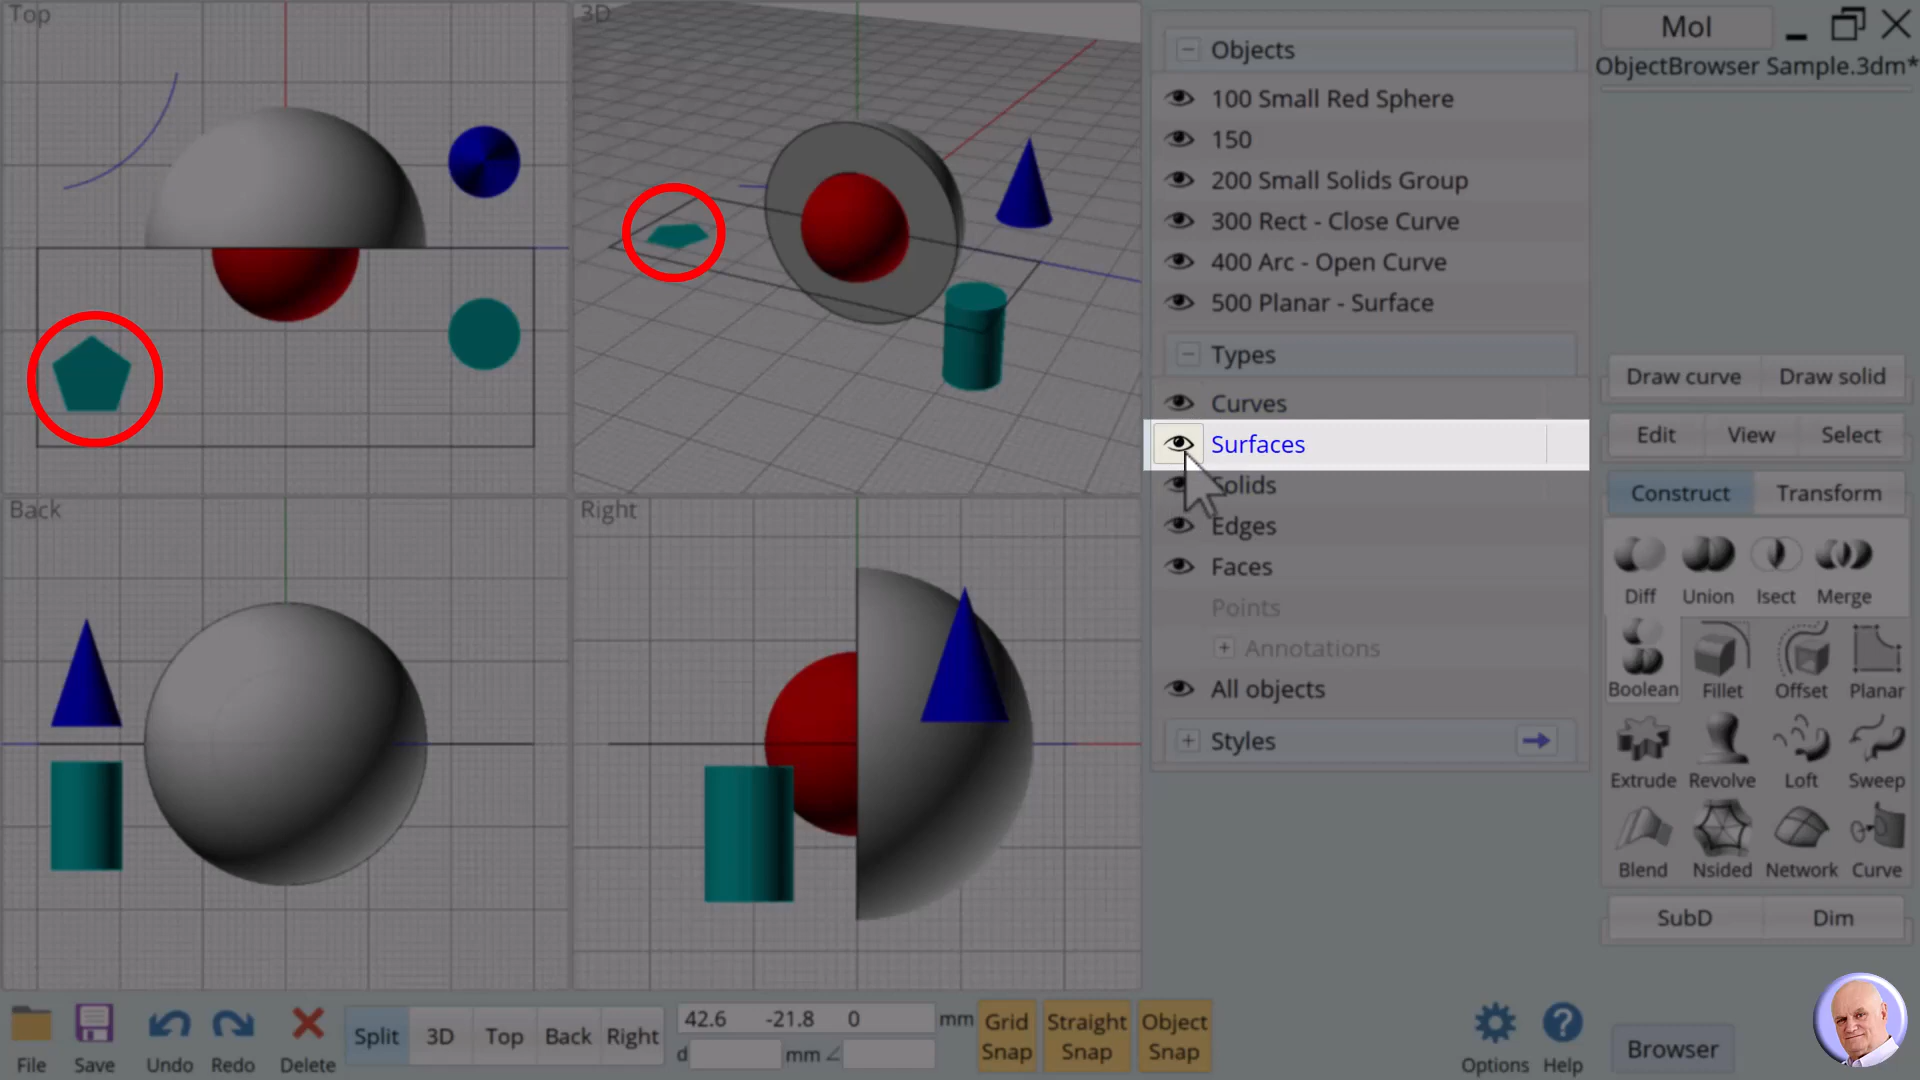 Top
3D
Back
Right
Objects
100 Small Red Sphere
150
200 Small Solids Group
300 Rect - Close Curve
400 Arc - Open Curve
500 Planar - Surface
Types
Curves
Surfaces
Solids
Edges
Faces
Points
Annotations
All objects
Styles
MoI
ObjectBrowser Sample.3dm*
Draw curve Draw solid
Edit View Select
Construct Transform
Diff Union Isect Merge
Boolean Fillet Offset Planar
Extrude Revolve Loft Sweep
Blend Nsided Network Curve
SubD Dim
File Save Undo Redo Delete
Split 3D Top Back Right
42.6 -21.8 0 mm
d mm ∠
Grid Snap
Straight Snap
Object Snap
Options Help
Browser